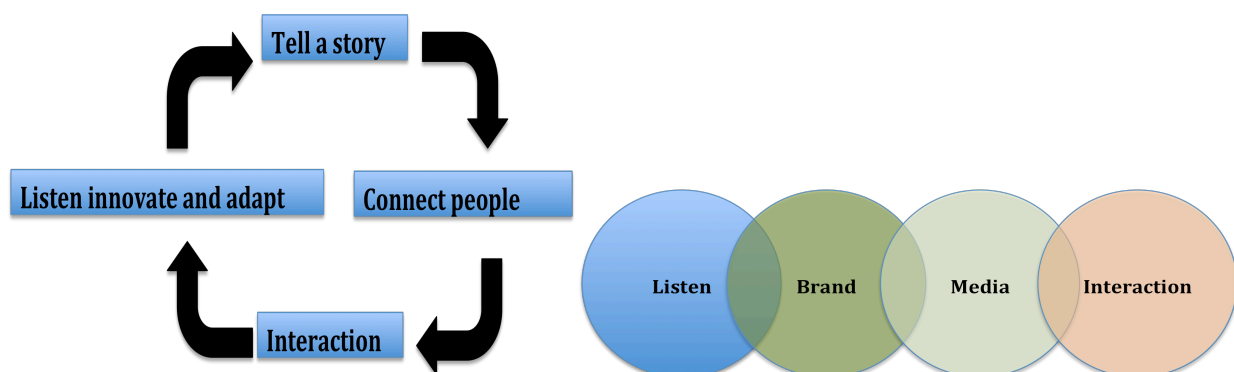 Tell a story
Listen innovate and adapt
Connect people
Interaction
Listen
Brand
Media
Interaction